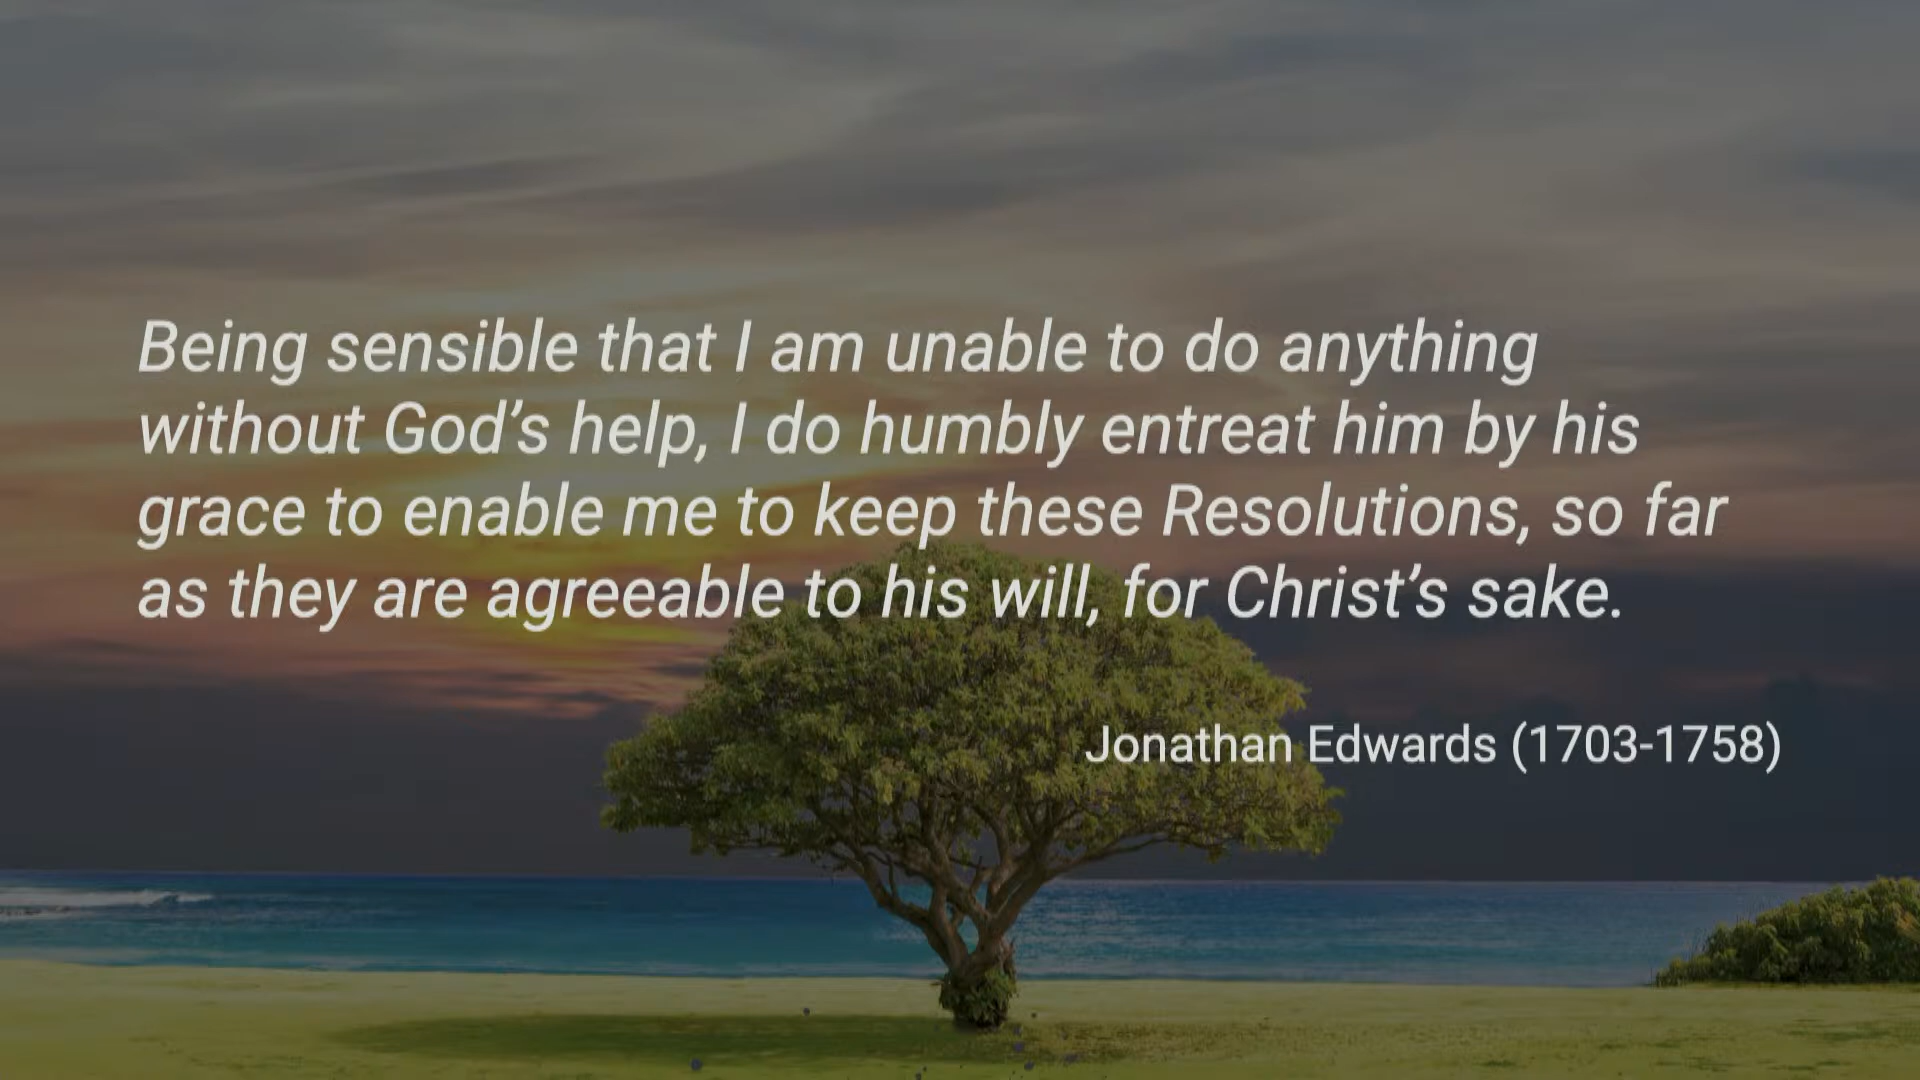 Being sensible that I am unable to do anything
without God’s help, I do humbly entreat him by his
grace to enable me to keep these Resolutions, so far
as they are agreeable to his will, for Christ’s sake.
Jonathan Edwards (1703-1758)